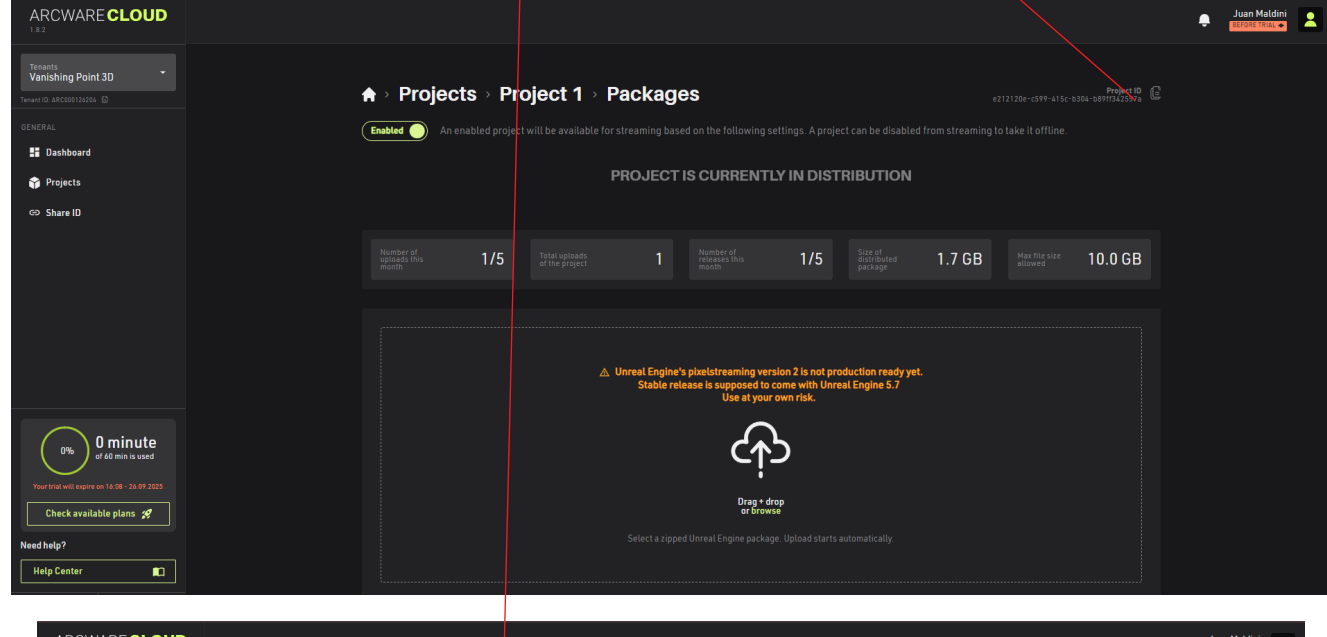 ARCWARE CLOUD
1.8.2
Juan Maldini
BEFORE TRIAL
Tenants
Vanishing Point 3D
Tenant ID: ARC000126204
GENERAL
Dashboard
Projects
Share ID
Projects > Project 1 > Packages
Project ID
Enabled
An enabled project will be available for streaming based on the following settings. A project can be disabled from streaming to take it offline.
PROJECT IS CURRENTLY IN DISTRIBUTION
Number of
uploads this
month
1/5
Total uploads
of the project
1
Number of
releases this
month
1/5
Size of
distributed
package
1.7 GB
Max file size
allowed
10.0 GB
Unreal Engine's pixelstreaming version 2 is not production ready yet.
Stable release is supposed to come with Unreal Engine 5.7
Use at your own risk.
Drag + drop
or browse
Select a zipped Unreal Engine package. Upload starts automatically.
0%
0 minute
of 60 min is used
Your trial will expire on 16:08 - 26.09.2025
Check available plans
Need help?
Help Center